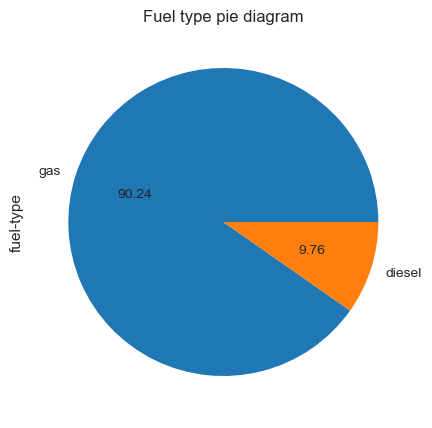 Fuel type pie diagram
gas
90.24
fuel-type
9.76
diesel